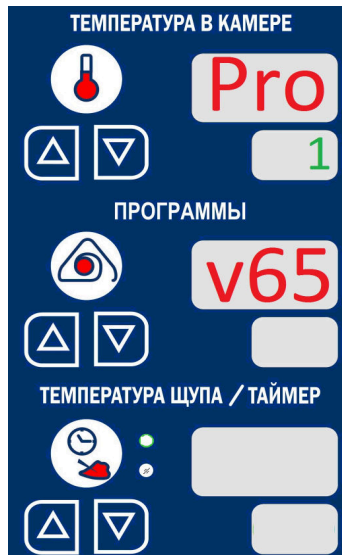 ТЕМПЕРАТУРА В КАМЕРЕ
Pro
1
ПРОГРАММЫ
v65
ТЕМПЕРАТУРА ЩУПА / ТАЙМЕР